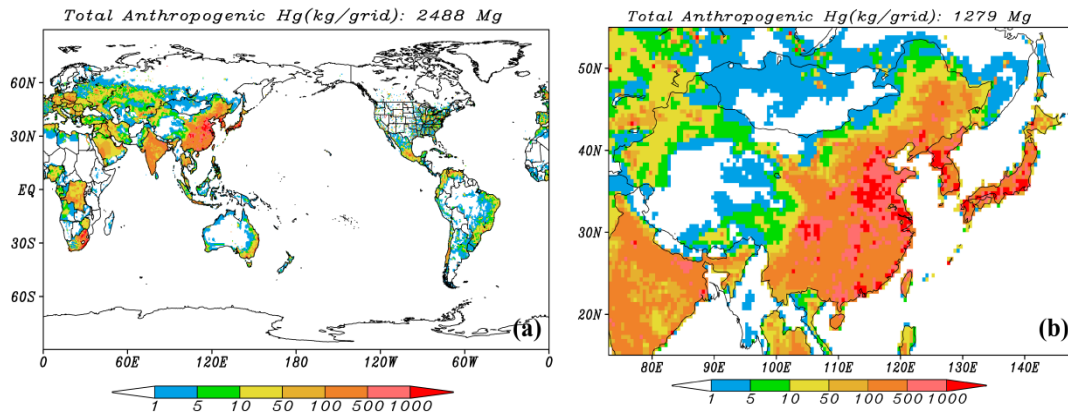 Total Anthropogenic Hg(kg/grid): 2488 Mg
60N
30N
EQ
30S
60S
(a)
0 60E 120E 180 120W 60W 0
1 5 10 50 100 500 1000
Total Anthropogenic Hg(kg/grid): 1279 Mg
50N
40N
30N
20N
(b)
80E 90E 100E 110E 120E 130E 140E
1 5 10 50 100 500 1000